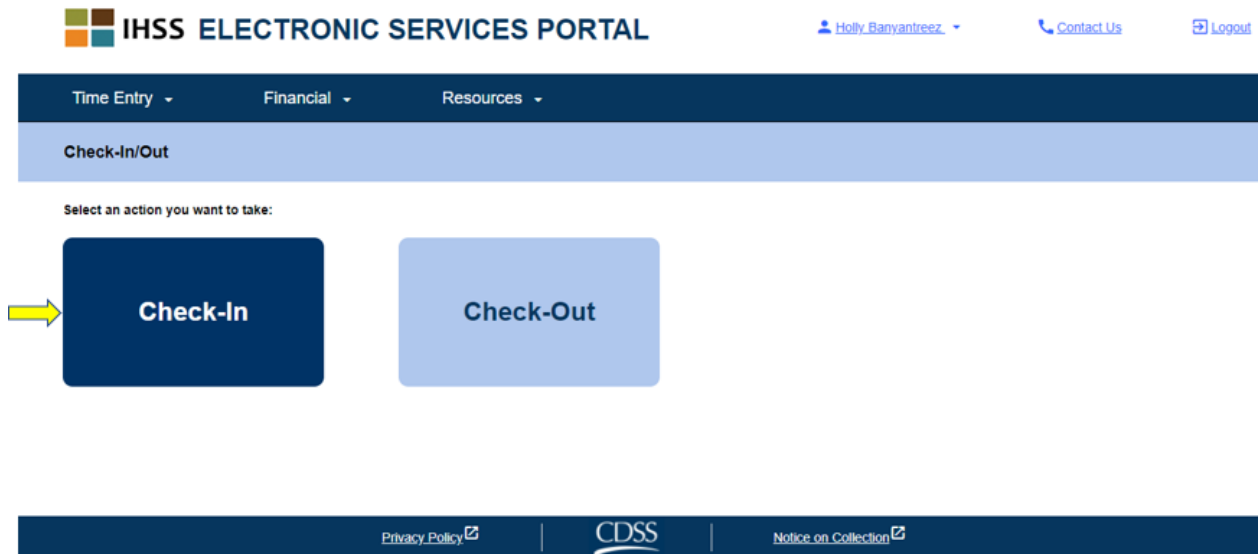 IHSS ELECTRONIC SERVICES PORTAL
Holly Banyantreez
Contact Us
Logout
Time Entry
Financial
Resources
Check-In/Out
Select an action you want to take:
Check-In
Check-Out
Privacy Policy
CDSS
Notice on Collection